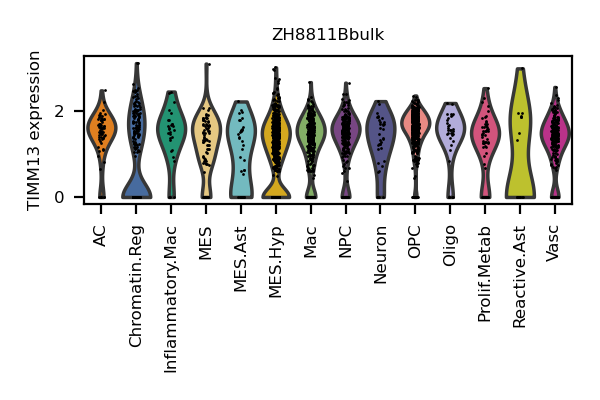 ZH8811Bbulk
TIMM13 expression
2
0
AC
Chromatin.Reg
Inflammatory.Mac
MES
MES.Ast
MES.Hyp
Mac
NPC
Neuron
OPC
Oligo
Prolif.Metab
Reactive.Ast
Vasc